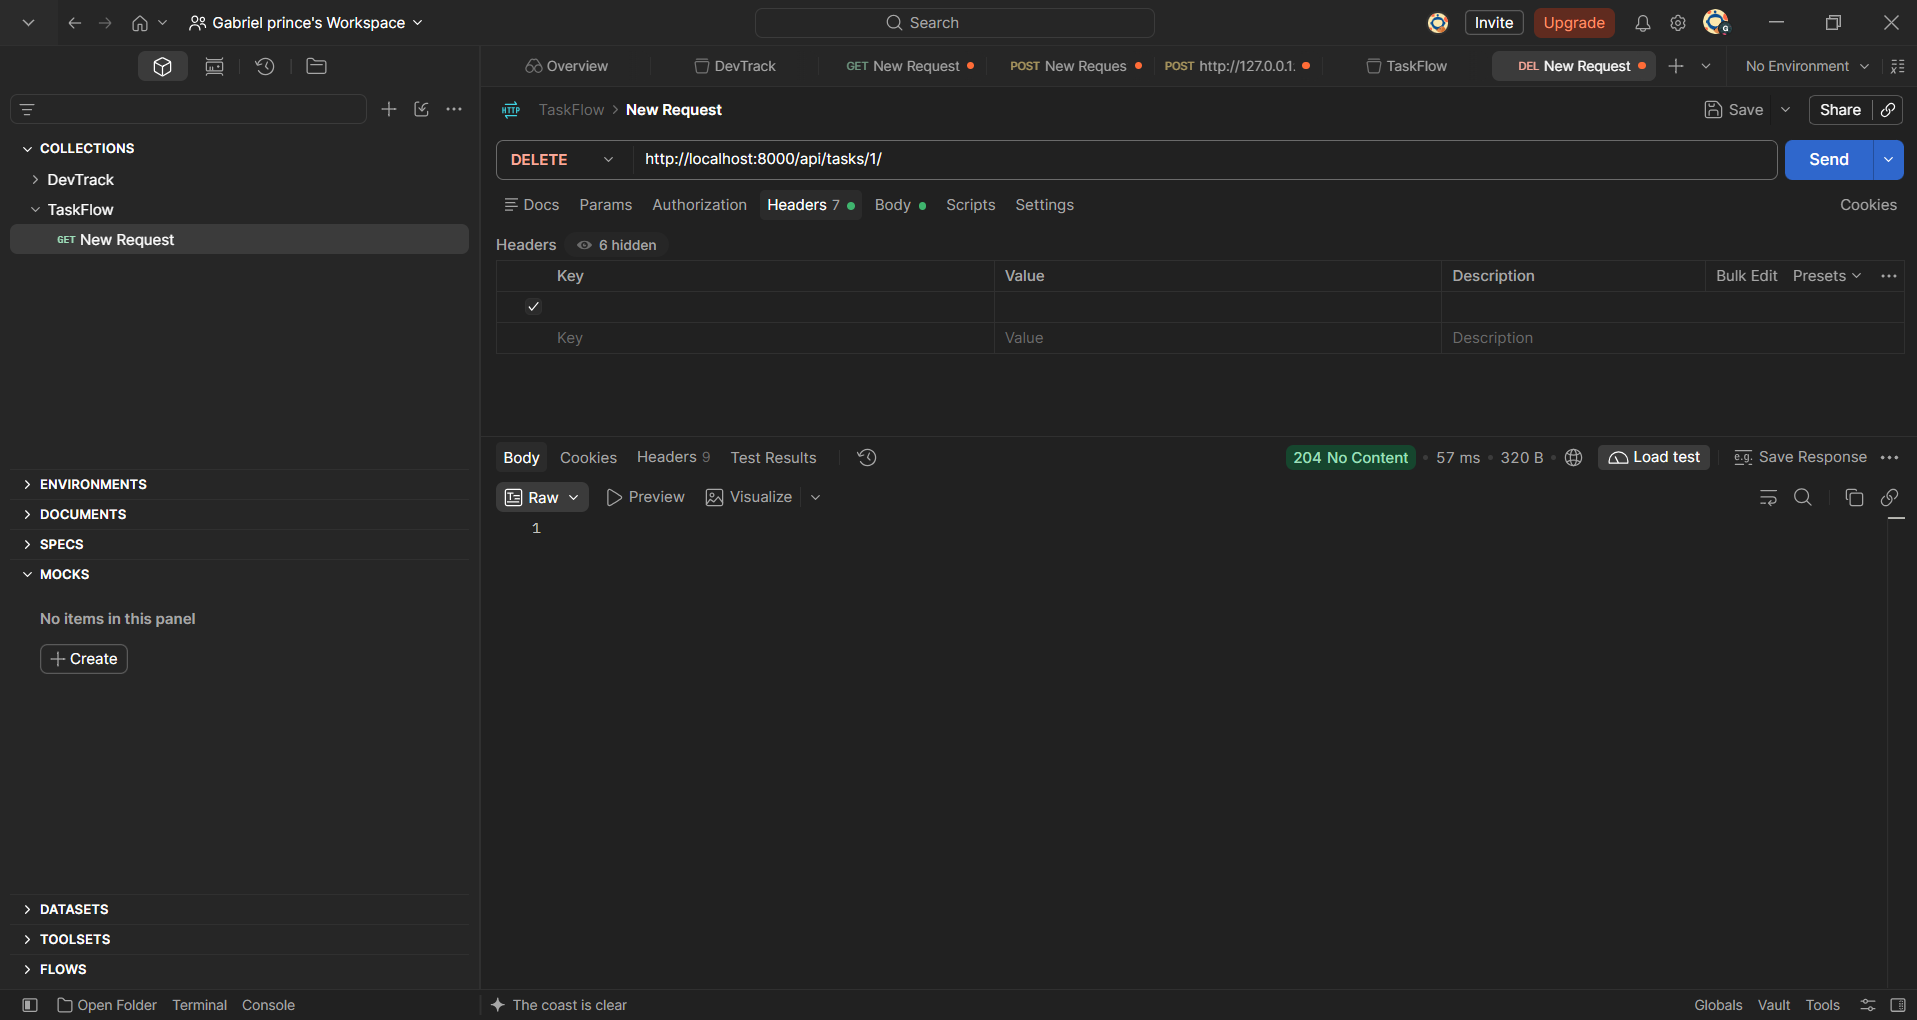 Gabriel prince's Workspace
Search
Invite
Upgrade
Overview
DevTrack
GET New Request
POST New Reques
POST http://127.0.0.1.
TaskFlow
DEL New Request
No Environment
HTTP TaskFlow > New Request
Save
Share
COLLECTIONS
DevTrack
TaskFlow
GET New Request
DELETE
http://localhost:8000/api/tasks/1/
Send
Docs
Params
Authorization
Headers 7
Body
Scripts
Settings
Cookies
Headers
6 hidden
Key
Value
Description
Bulk Edit
Presets
Key
Value
Description
Body
Cookies
Headers 9
Test Results
204 No Content
57 ms
320 B
Load test
e.g. Save Response
Raw
Preview
Visualize
1
ENVIRONMENTS
DOCUMENTS
SPECS
MOCKS
No items in this panel
Create
DATASETS
TOOLSETS
FLOWS
Open Folder
Terminal
Console
The coast is clear
Globals
Vault
Tools